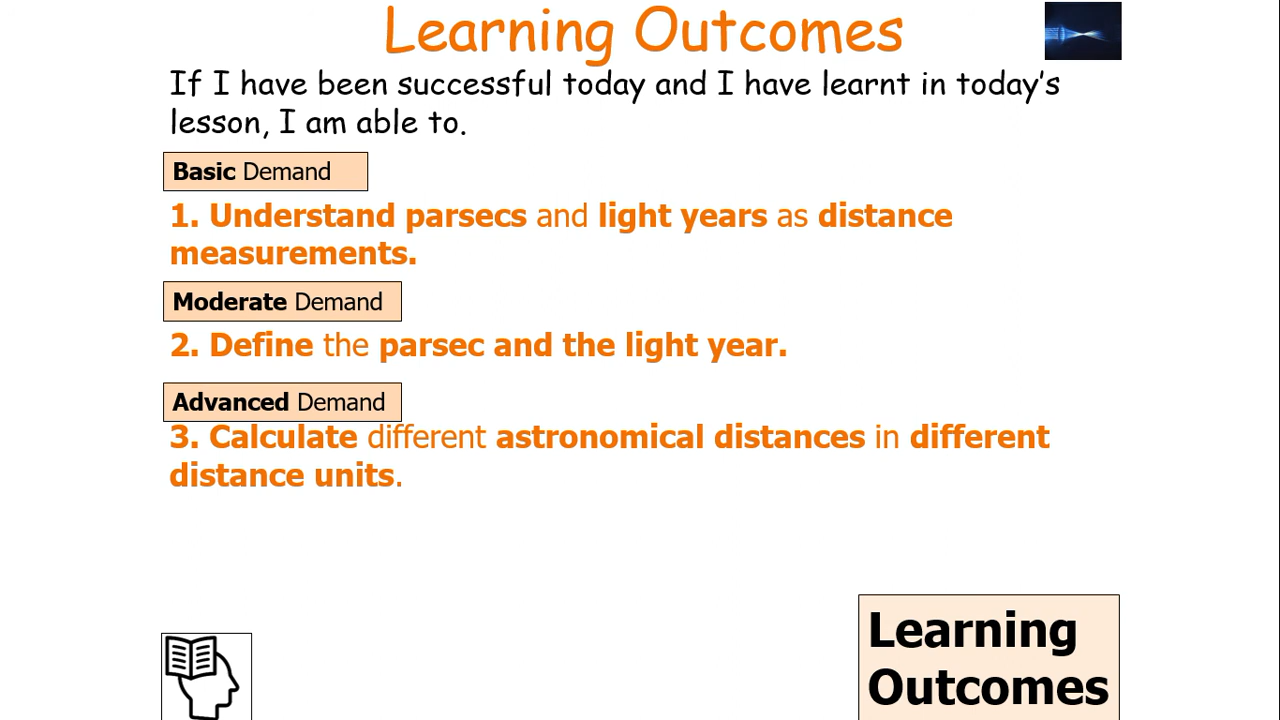 Learning Outcomes
If I have been successful today and I have learnt in today’s
lesson, I am able to.
Basic Demand
1. Understand parsecs and light years as distance
measurements.
Moderate Demand
2. Define the parsec and the light year.
Advanced Demand
3. Calculate different astronomical distances in different
distance units.
Learning
Outcomes